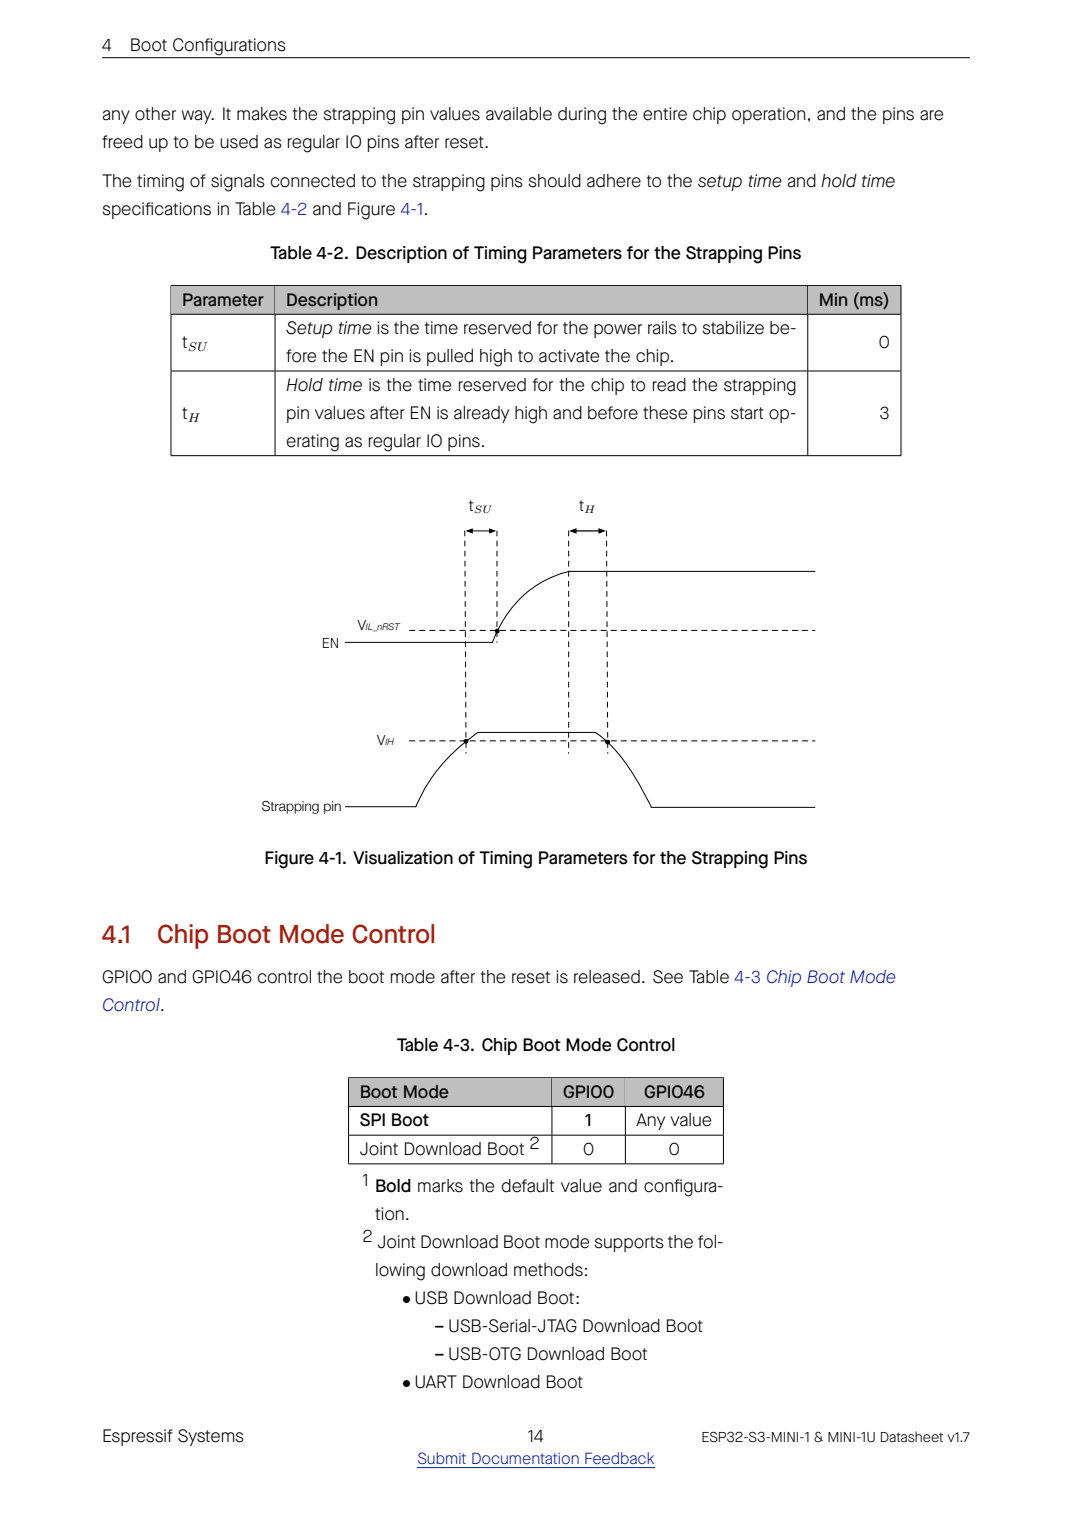 4 Boot Configurations
any other way. It makes the strapping pin values available during the entire chip operation, and the pins are
freed up to be used as regular IO pins after reset.
The timing of signals connected to the strapping pins should adhere to the setup time and hold time
specifications in Table 4-2 and Figure 4-1.
Table 4-2. Description of Timing Parameters for the Strapping Pins
Parameter Description Min (ms)
tSU Setup time is the time reserved for the power rails to stabilize be-
fore the EN pin is pulled high to activate the chip. 0
Hold time is the time reserved for the chip to read the strapping
tH pin values after EN is already high and before these pins start op- 3
erating as regular IO pins.
tSU tH
VIL_nRST
EN
VIH
Strapping pin
Figure 4-1. Visualization of Timing Parameters for the Strapping Pins
4.1 Chip Boot Mode Control
GPIO0 and GPIO46 control the boot mode after the reset is released. See Table 4-3 Chip Boot Mode
Control.
Table 4-3. Chip Boot Mode Control
Boot Mode GPIO0 GPIO46
SPI Boot 1 Any value
Joint Download Boot 2 0 0
1 Bold marks the default value and configura-
tion.
2 Joint Download Boot mode supports the fol-
lowing download methods:
• USB Download Boot:
– USB-Serial-JTAG Download Boot
– USB-OTG Download Boot
• UART Download Boot
Espressif Systems 14 ESP32-S3-MINI-1 & MINI-1U Datasheet v1.7
Submit Documentation Feedback